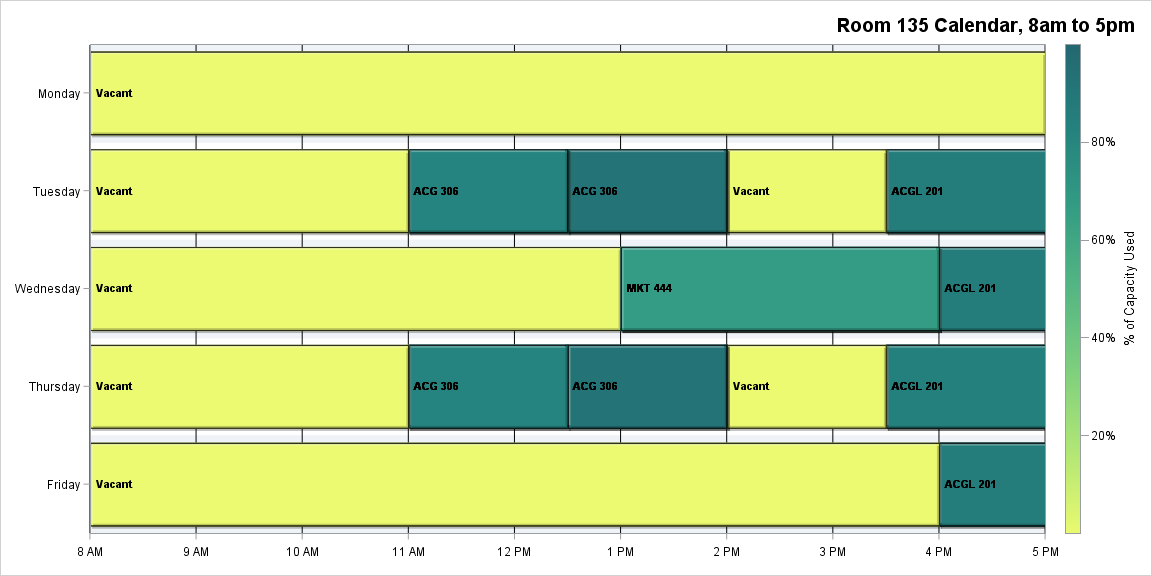 Room 135 Calendar, 8am to 5pm
Monday
Vacant
Tuesday
Vacant
ACG 306
ACG 306
Vacant
ACGL 201
Wednesday
Vacant
MKT 444
ACGL 201
Thursday
Vacant
ACG 306
ACG 306
Vacant
ACGL 201
Friday
Vacant
ACGL 201
8 AM
9 AM
10 AM
11 AM
12 PM
1 PM
2 PM
3 PM
4 PM
5 PM
80%
60%
40%
20%
% of Capacity Used